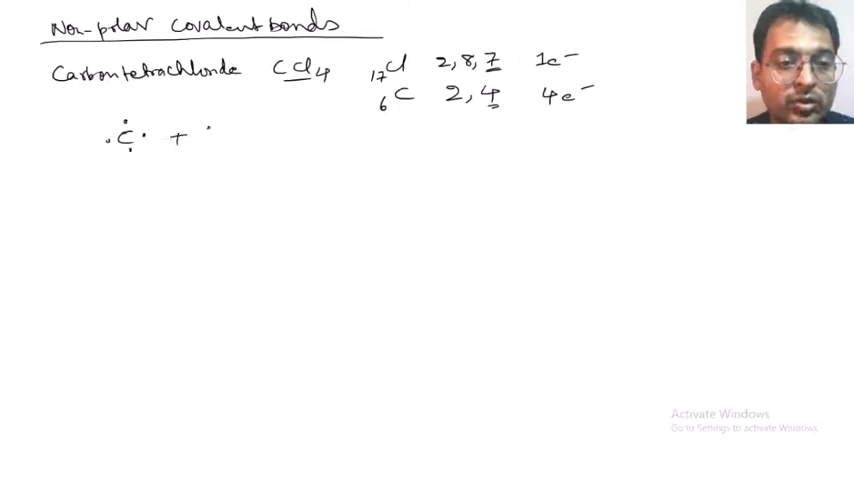 Non-polar covalent bonds
Carbontetrachloride CCl4 17Cl 2,8,7 1e−
6C 2,4 4e−
C +
Activate Windows
Go to Settings to activate Windows.